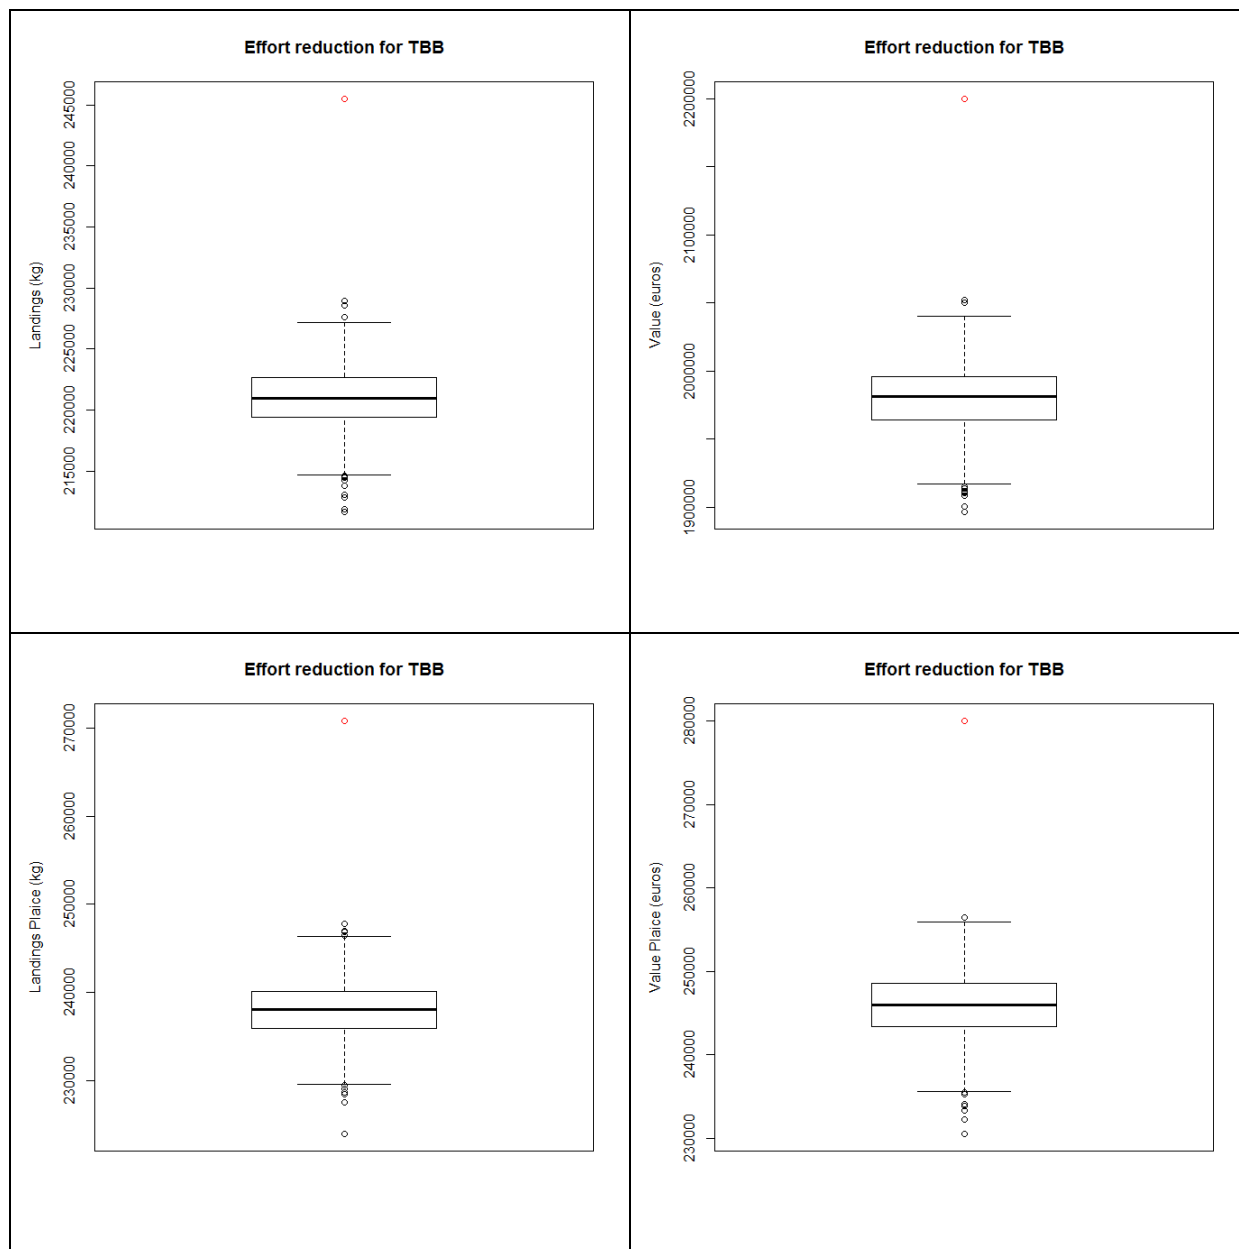 Effort reduction for TBB
Landings (kg)
245000
240000
235000
230000
225000
220000
215000
Effort reduction for TBB
Value (euros)
2200000
2100000
2000000
1900000
Effort reduction for TBB
Landings Plaice (kg)
270000
260000
250000
240000
230000
Effort reduction for TBB
Value Plaice (euros)
280000
270000
260000
250000
240000
230000